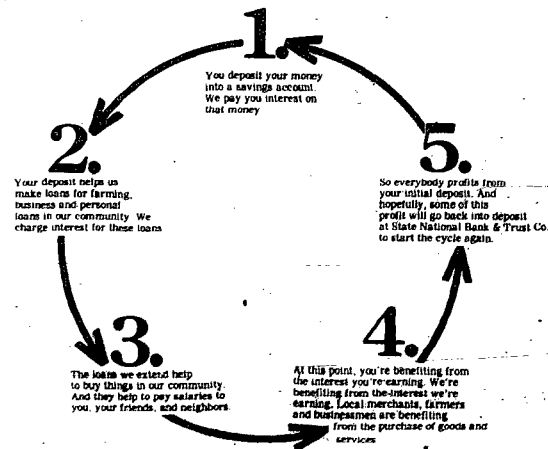 1.
You deposit your money
into a savings account.
We pay you interest on
that money
2.
Your deposit helps us
make loans for farming,
business and personal
loans in our community We
charge interest for these loans
3.
The loans we extend help
to buy things in our community.
And they help to pay salaries to
you, your friends, and neighbors.
4.
At this point, you're benefiting from
the interest you're earning. We're
benefiting from the interest we're
earning. Local merchants, farmers
and businessmen are benefiting
from the purchase of goods and
services
5.
So everybody profits from
your initial deposit. And
hopefully, some of this
profit will go back into deposit
at State National Bank & Trust Co.
to start the cycle again.